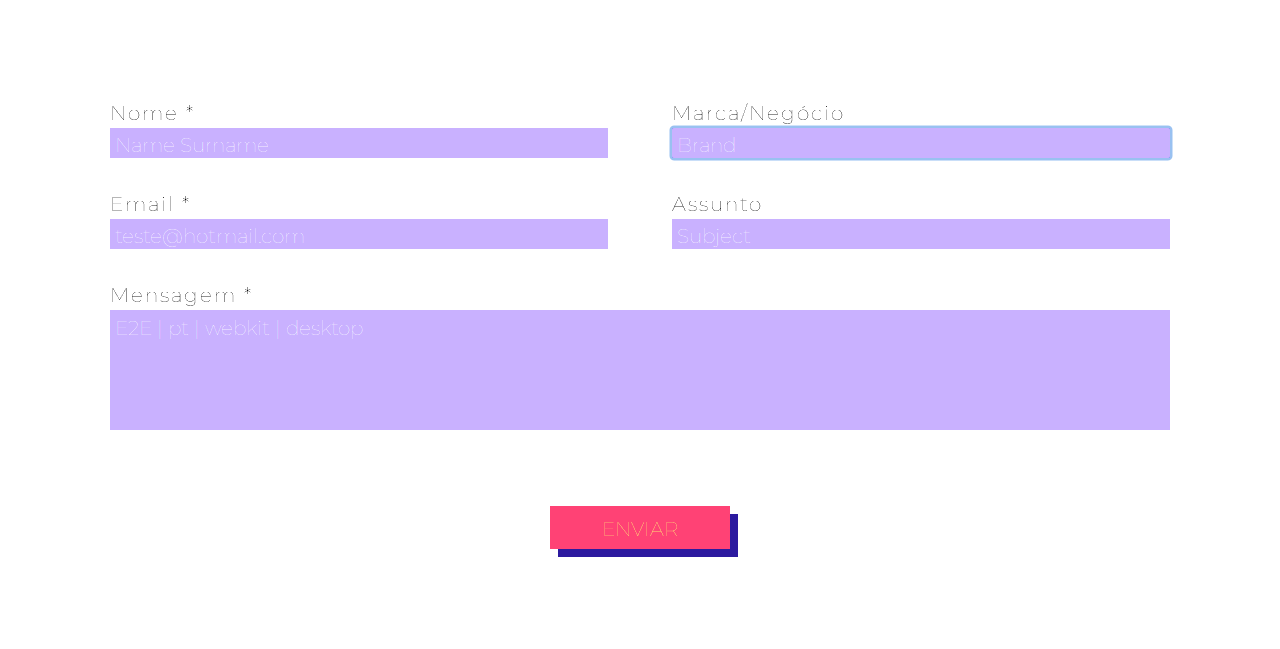 Nome *
Name Surname
Marca/Negócio
Brand
Email *
teste@hotmail.com
Assunto
Subject
Mensagem *
E2E | pt | webkit | desktop
ENVIAR